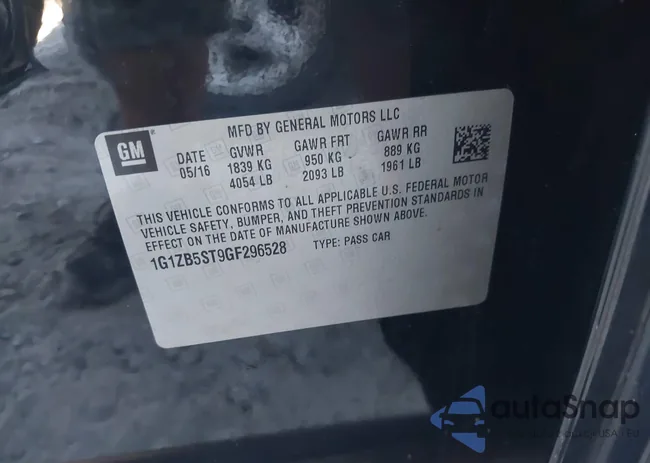 MFD BY GENERAL MOTORS LLC
GM
DATE GVWR GAWR FRT GAWR RR
05/16 1839 KG 950 KG 889 KG
4054 LB 2093 LB 1961 LB
THIS VEHICLE CONFORMS TO ALL APPLICABLE U.S. FEDERAL MOTOR
VEHICLE SAFETY, BUMPER, AND THEFT PREVENTION STANDARDS IN
EFFECT ON THE DATE OF MANUFACTURE SHOWN ABOVE.
1G1ZB5ST9GF296528 TYPE: PASS CAR
autoSnap